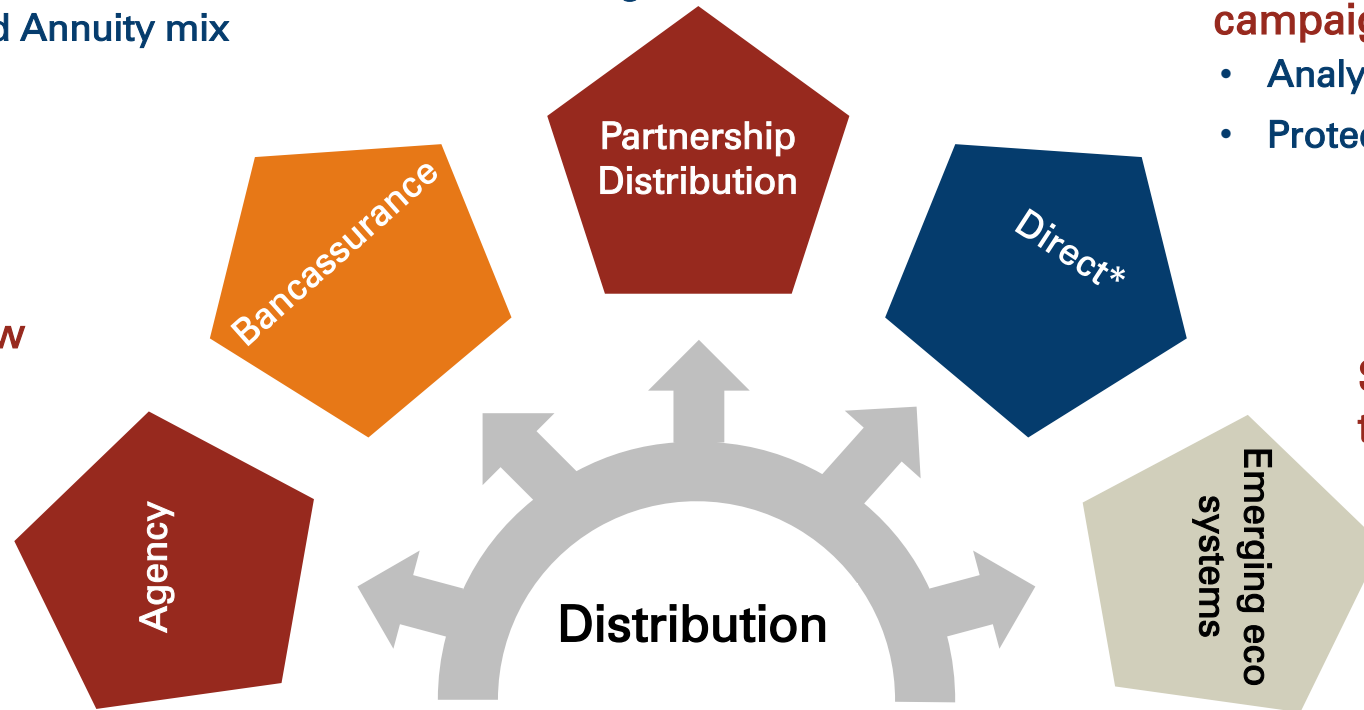 Annuity mix
campaig
Analy
Protec
Partnership
Distribution
Bancassurance
Direct*
w
Agency
Emerging eco
systems
Distribution